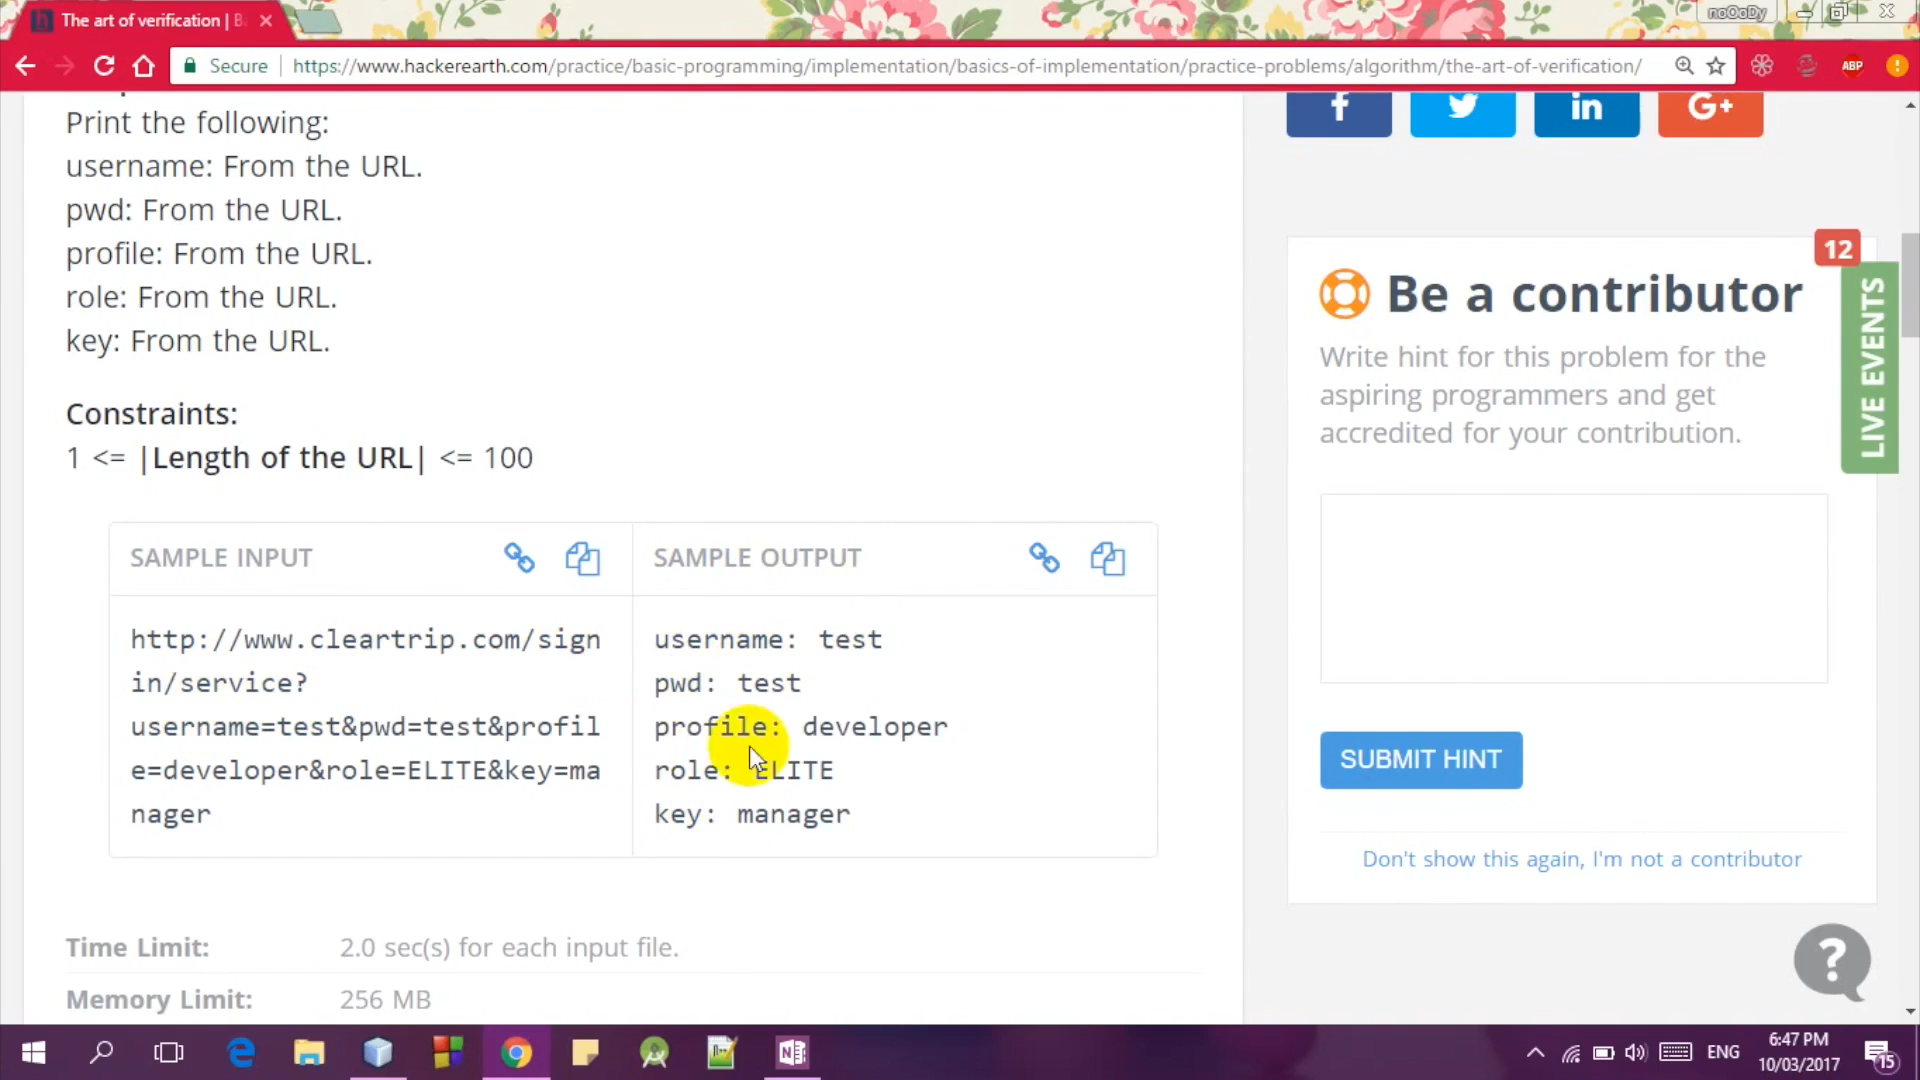 The art of verification | B
noOoDy
Secure
https://www.hackerearth.com/practice/basic-programming/implementation/basics-of-implementation/practice-problems/algorithm/the-art-of-verification/
ABP
Print the following:
username: From the URL.
pwd: From the URL.
profile: From the URL.
role: From the URL.
key: From the URL.
Constraints:
1 <= |Length of the URL| <= 100
SAMPLE INPUT
SAMPLE OUTPUT
http://www.cleartrip.com/sign
in/service?
username=test&pwd=test&profil
e=developer&role=ELITE&key=ma
nager
username: test
pwd: test
profile: developer
role: ELITE
key: manager
Time Limit:
2.0 sec(s) for each input file.
Memory Limit:
256 MB
f
in
G+
12
LIVE EVENTS
Be a contributor
Write hint for this problem for the
aspiring programmers and get
accredited for your contribution.
SUBMIT HINT
Don't show this again, I'm not a contributor
?
ENG
6:47 PM
10/03/2017
15